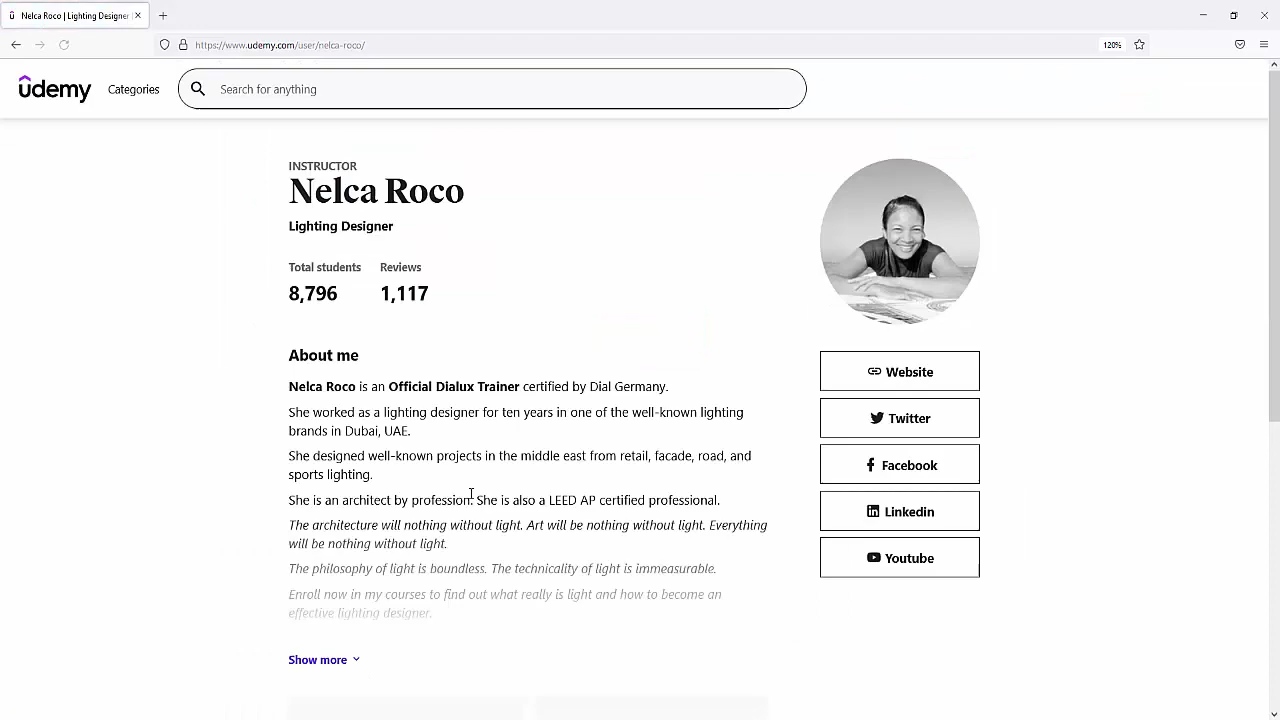 Nelca Roco | Lighting Designer
https://www.udemy.com/user/nelca-roco/
120%
udemy
Categories
Search for anything
INSTRUCTOR
Nelca Roco
Lighting Designer
Total students
Reviews
8,796
1,117
About me
Nelca Roco is an Official Dialux Trainer certified by Dial Germany.
She worked as a lighting designer for ten years in one of the well-known lighting
brands in Dubai, UAE.
She designed well-known projects in the middle east from retail, facade, road, and
sports lighting.
She is an architect by profession. She is also a LEED AP certified professional.
The architecture will nothing without light. Art will be nothing without light. Everything
will be nothing without light.
The philosophy of light is boundless. The technicality of light is immeasurable.
Enroll now in my courses to find out what really is light and how to become an
effective lighting designer.
Show more
Website
Twitter
Facebook
Linkedin
Youtube